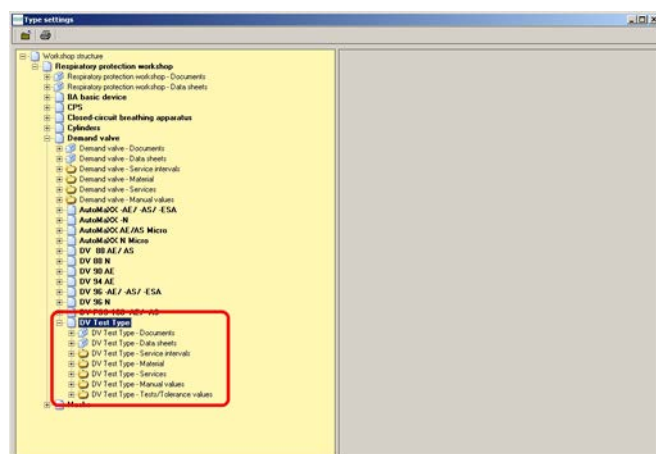 Type settings
Workshop structure
Respiratory protection workshop
Respiratory protection workshop - Documents
Respiratory protection workshop - Data sheets
BA basic device
CPS
Closed-circuit breathing apparatus
Cylinders
Demand valve
Demand valve - Documents
Demand valve - Data sheets
Demand valve - Service intervals
Demand valve - Material
Demand valve - Services
Demand valve - Manual values
AutoMaXX -AE/ -AS/ -ESA
AutoMaXX -N
AutoMaXX AE/AS Micro
AutoMaXX N Micro
DV 88 AE/ AS
DV 88 N
DV 90 AE
DV 94 AE
DV 96 -AE/ -AS/ -ESA
DV 96 N
DV Test Type
DV Test Type - Documents
DV Test Type - Data sheets
DV Test Type - Service intervals
DV Test Type - Material
DV Test Type - Services
DV Test Type - Manual values
DV Test Type - Tests/Tolerance values